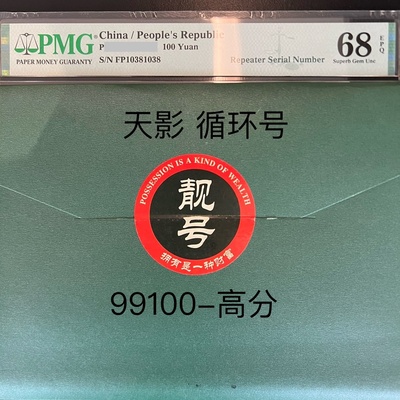 PMG
PAPER MONEY GUARANTY
China / People's Republic
100 Yuan
S/N FP10381038
Repeater Serial Number
68
EPQ
Superb Gem Unc
天影 循环号
POSSESSION IS A KIND OF WEALTH
靓号
拥有是一种财富
99100-高分